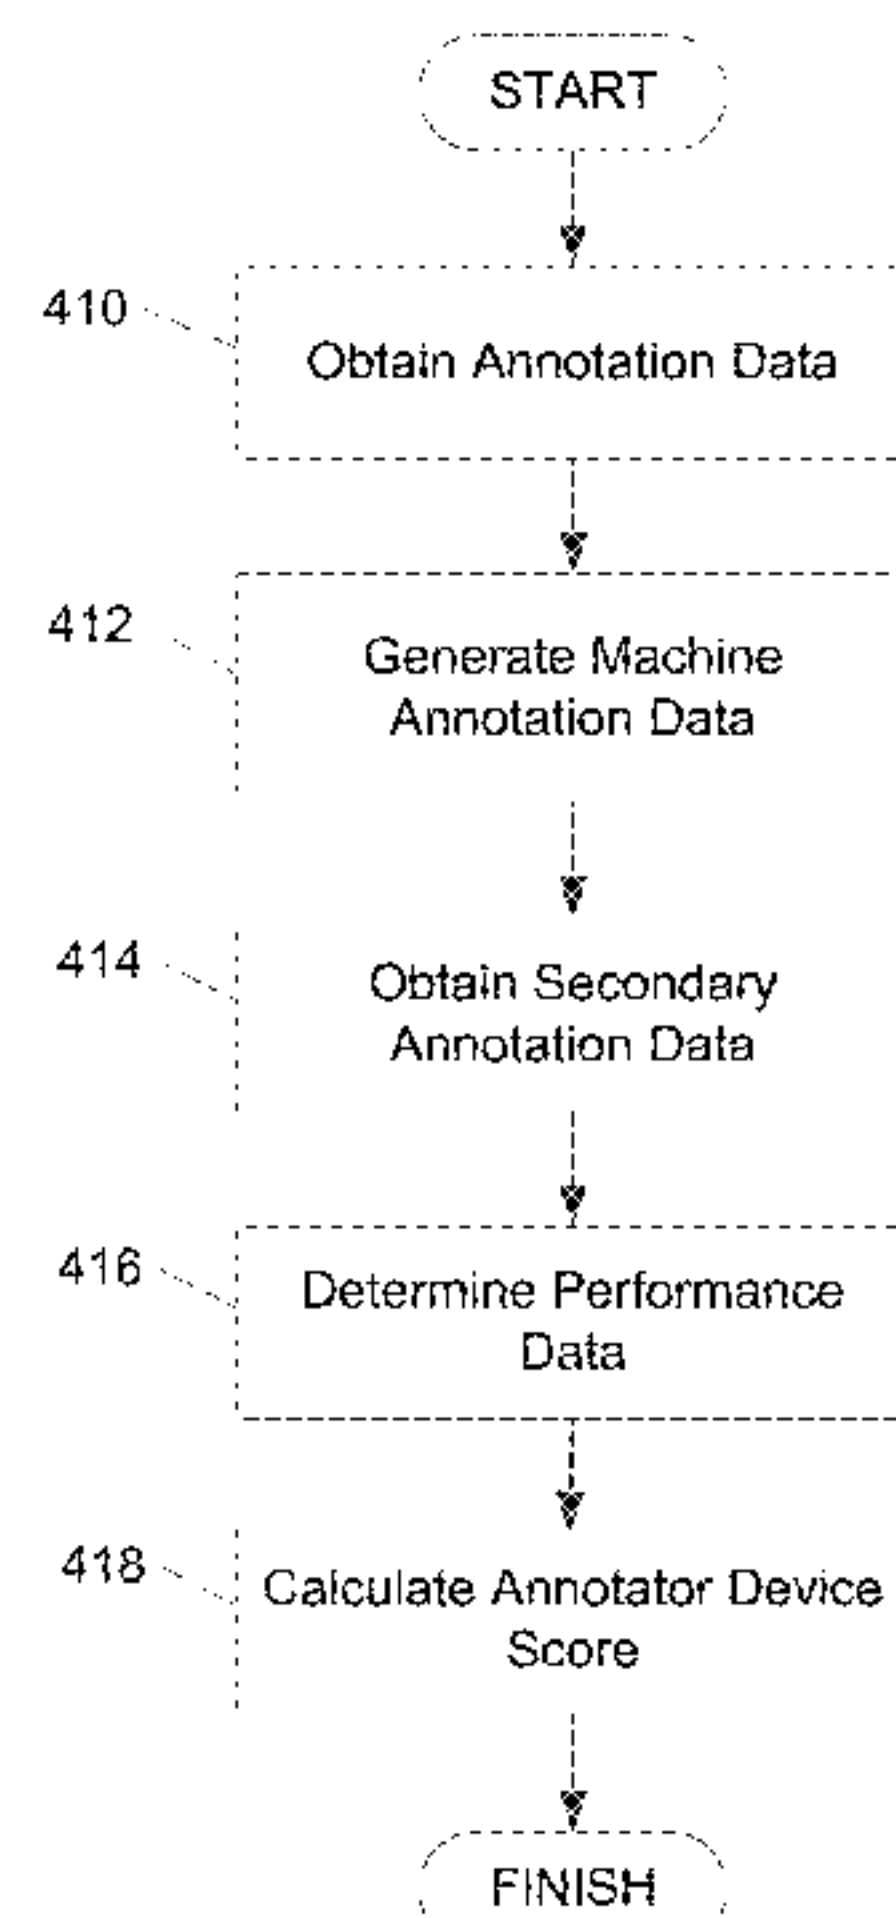 START
410
Obtain Annotation Data
412
Generate Machine
Annotation Data
414
Obtain Secondary
Annotation Data
416
Determine Performance
Data
418
Calculate Annotator Device
Score
FINISH